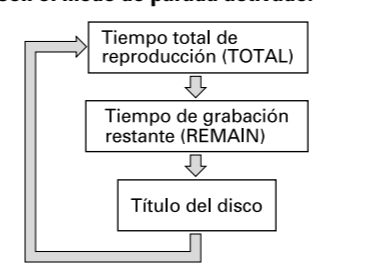 con el modo de parada activado:
Tiempo total de
reproducción (TOTAL)
Tiempo de grabación
restante (REMAIN)
Título del disco